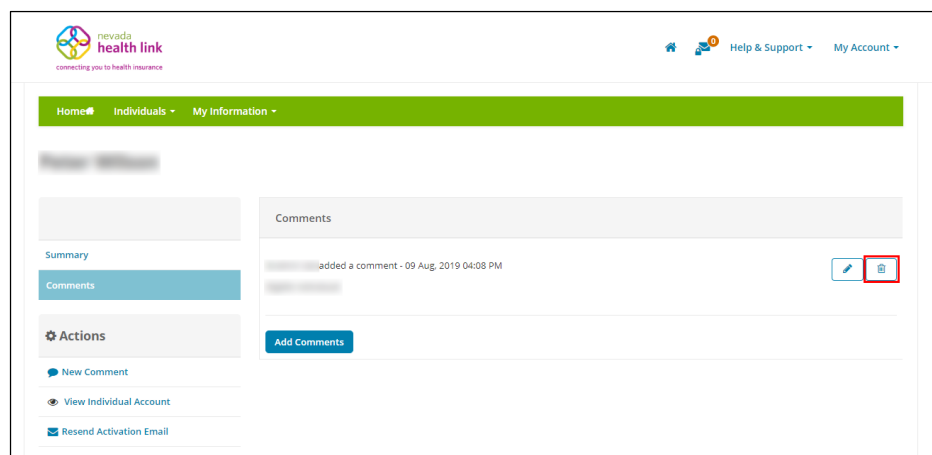 nevada
health link
connecting you to health insurance
0
Help & Support
My Account
Home
Individuals
My Information
Comments
Summary
added a comment - 09 Aug, 2019 04:08 PM
Comments
Actions
Add Comments
New Comment
View Individual Account
Resend Activation Email